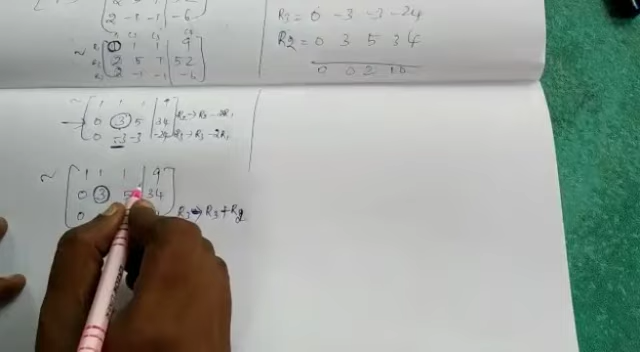 2 -1 -1 | -6
R3 = 0 -3 -3 -24
R2 = 0 3 5 34
0 0 2 10
~ 1 1 1 | 9
2 5 7 | 52
2 -1 -1 | -6
~ 1 1 1 | 9
→ 0 3 5 | 34 R2 → R2 - 2R1
0 -3 -3 | -24 R3 → R3 - 2R1
~ 1 1 1 | 9
0 3 5 | 34
0 R3 → R3 + R2